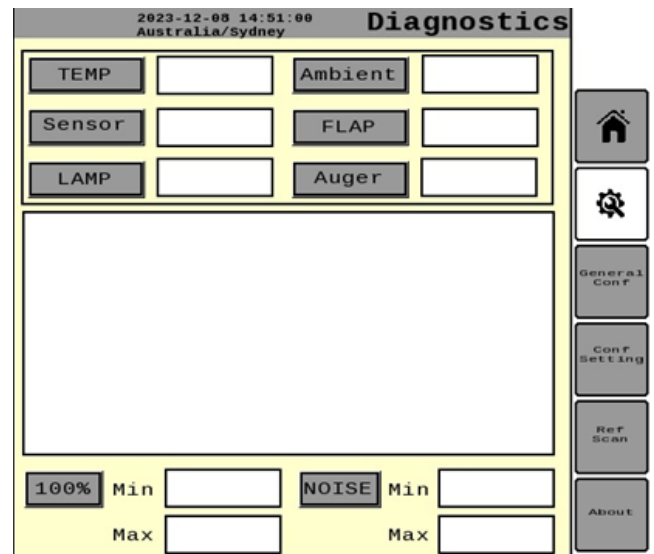 2023-12-08 14:51:00
Australia/Sydney
Diagnostics
TEMP
Ambient
Sensor
FLAP
LAMP
Auger
General
Conf
Conf
Setting
Ref
Scan
About
100% Min
NOISE Min
Max
Max